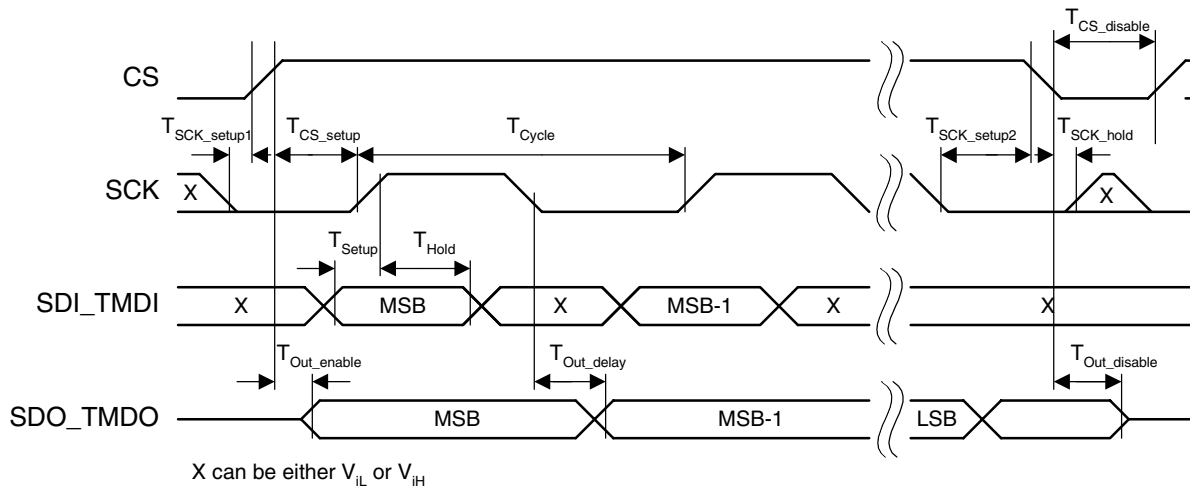 T_CS_disable
CS
T_SCK_setup1
T_CS_setup
T_Cycle
T_SCK_setup2
T_SCK_hold
SCK
X
X
T_Setup
T_Hold
SDI_TMDI
X
MSB
X
MSB-1
X
X
T_Out_enable
T_Out_delay
T_Out_disable
SDO_TMDO
MSB
MSB-1
LSB
X can be either V_iL or V_iH